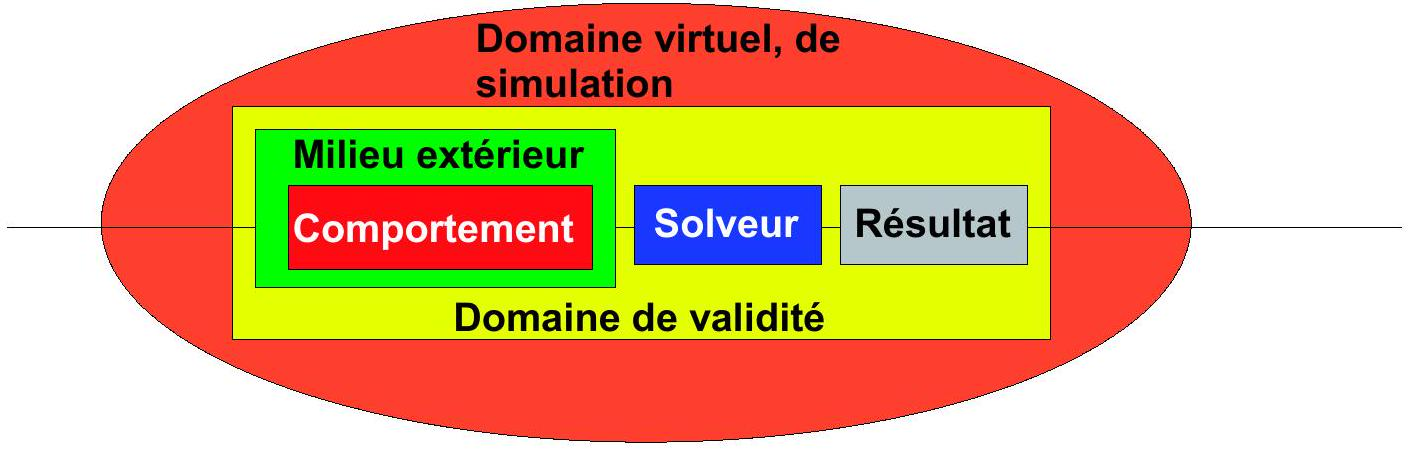 Domaine virtuel, de
simulation
Milieu extérieur
Comportement
Solveur
Résultat
Domaine de validité